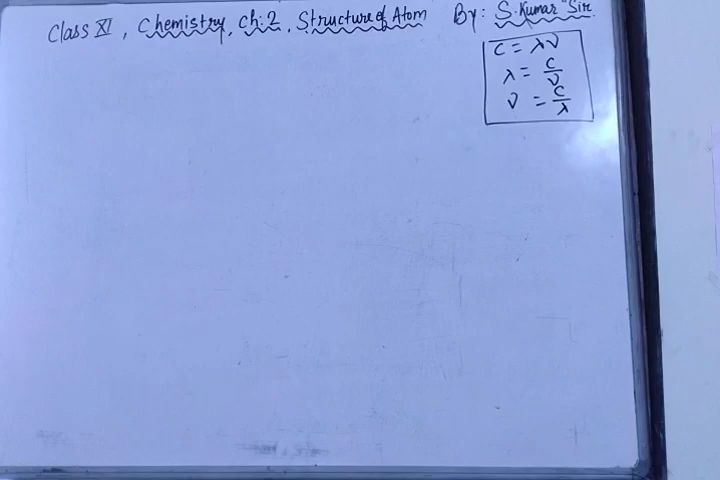 Class XI, Chemistry, Ch:2, Structure of Atom By: S. Kumar Sir.
c = λν
λ = c/ν
ν = c/λ